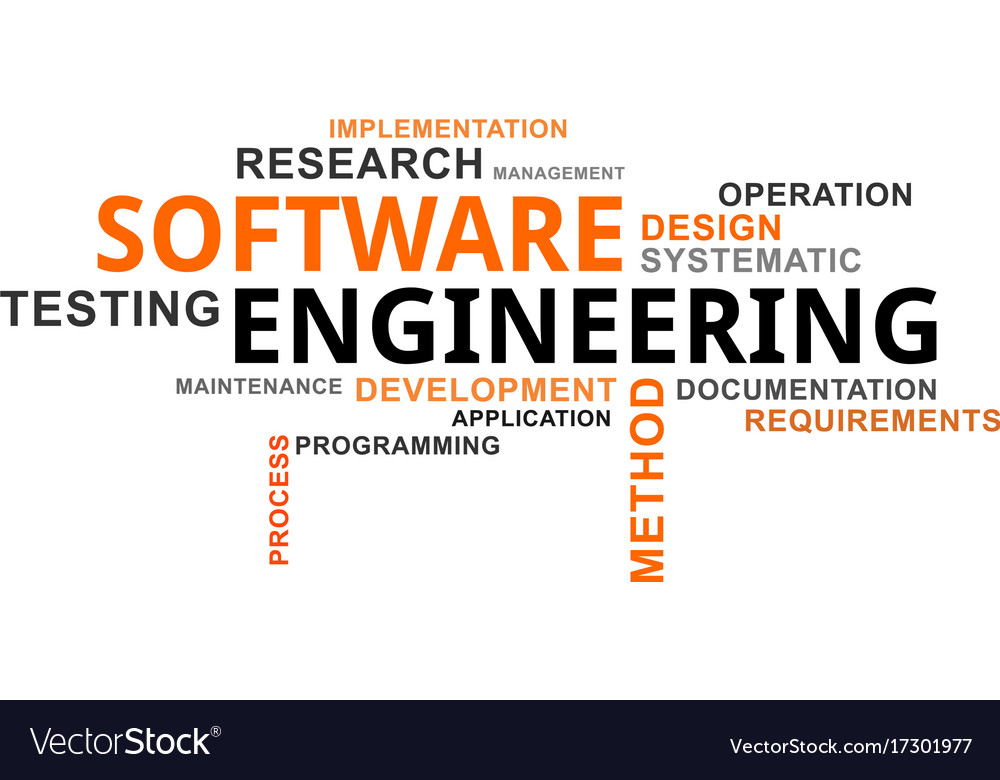 IMPLEMENTATION
RESEARCH MANAGEMENT
OPERATION
SOFTWARE DESIGN
SYSTEMATIC
TESTING ENGINEERING
MAINTENANCE DEVELOPMENT METHOD DOCUMENTATION
APPLICATION REQUIREMENTS
PROCESS PROGRAMMING
VectorStock®
VectorStock.com/17301977